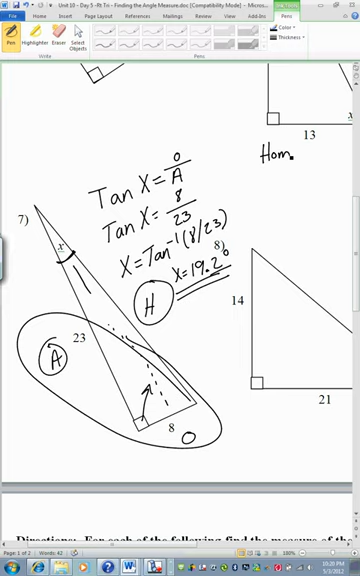 Unit 10 - Day 5- Rt Tri - Finding the Angle Measure.doc [Compatibility Mode] - Micros...
File Home Insert Page Layout References Mailings Review View Add-Ins Pens
Pen Highlighter Eraser Select Objects
Color
Thickness
Write
Pens
x
13
Hom.
Tan X = O/A
Tan X = 8/23
X = Tan⁻¹(8/23)
X = 19.2°
7)
x
H
23
A
8
O
8)
14
21
Directions: For each of the following find the measure of the
Page: 1 of 2 Words: 42 180%
10:20 PM
5/3/2012